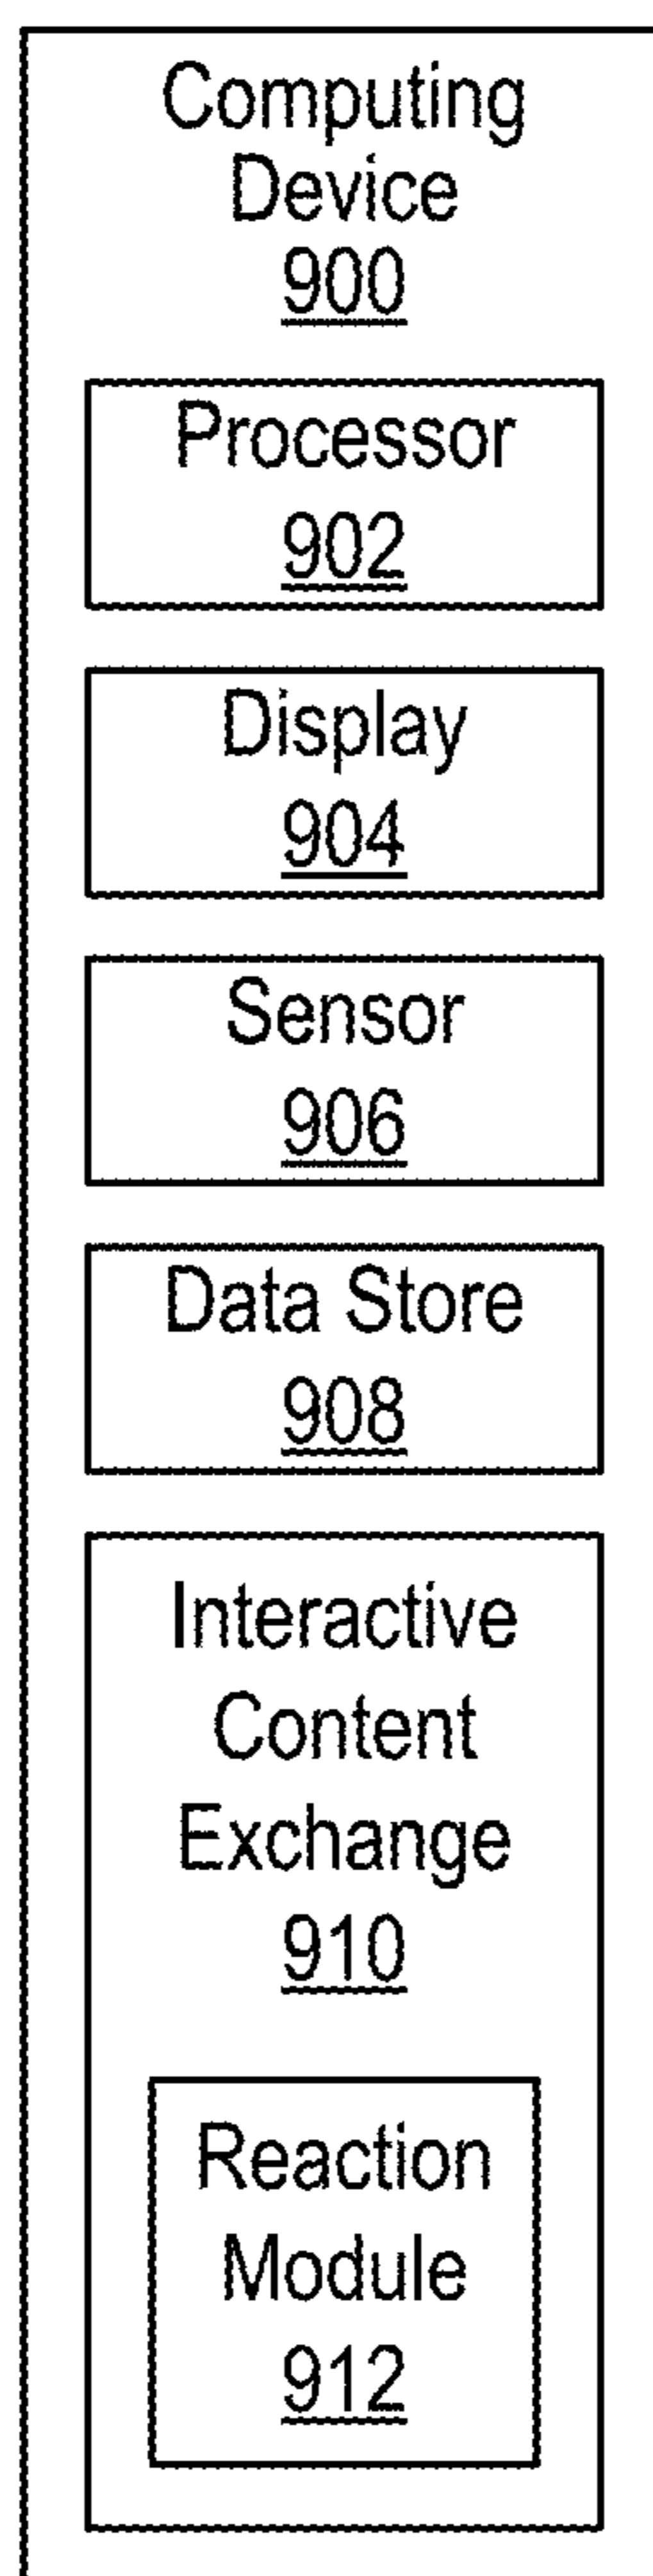 Computing
Device
900
Processor
902
Display
904
Sensor
906
Data Store
908
Interactive
Content
Exchange
910
Reaction
Module
912